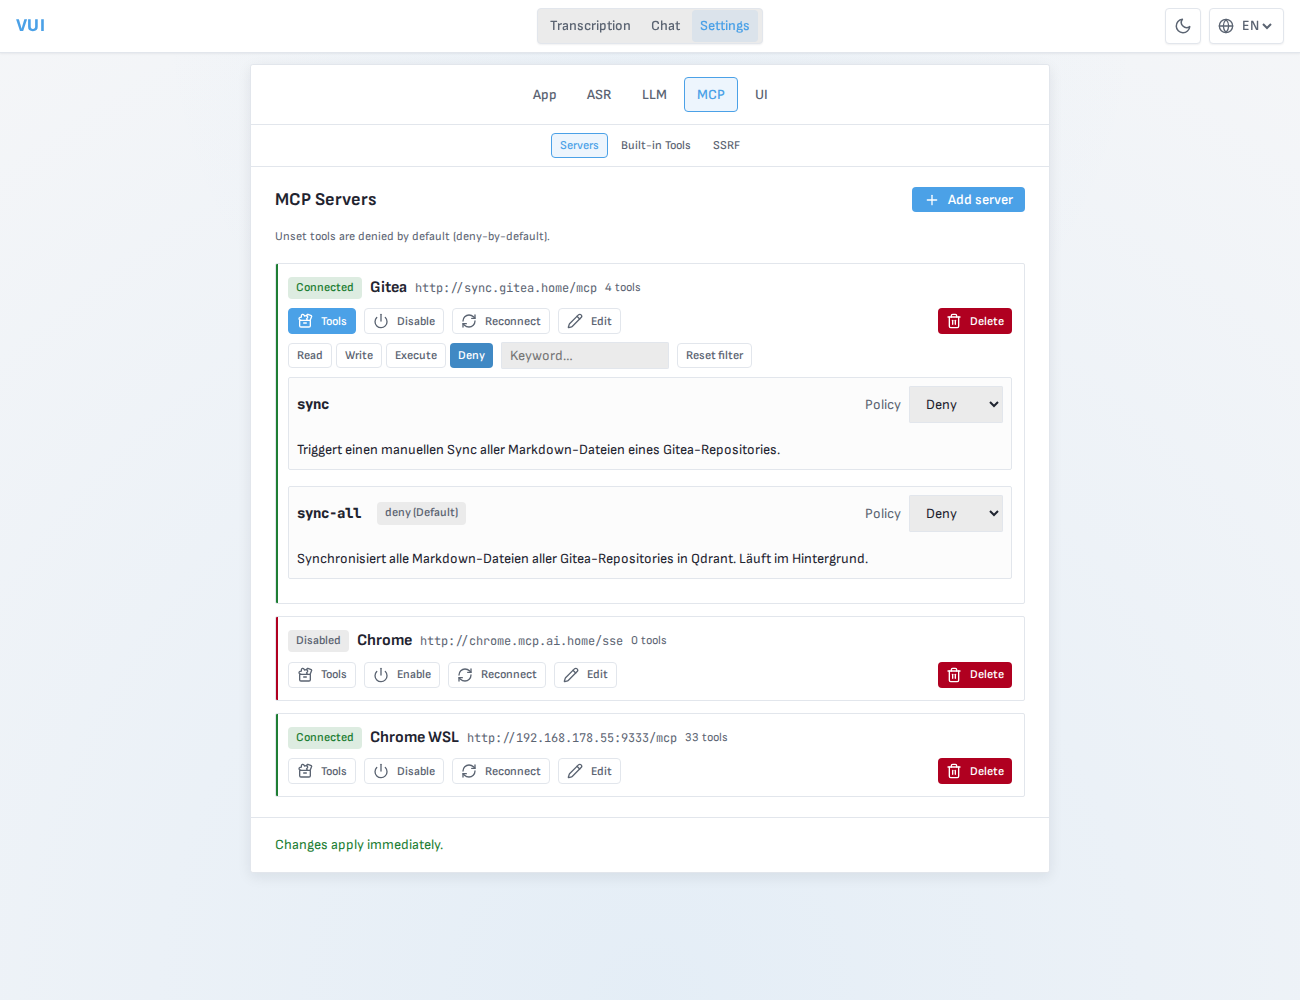 VUI
Transcription Chat Settings
EN
App ASR LLM MCP UI
Servers Built-in Tools SSRF
MCP Servers
Add server
Unset tools are denied by default (deny-by-default).
Connected Gitea http://sync.gitea.home/mcp 4 tools
Tools Disable Reconnect Edit Delete
Read Write Execute Deny Keyword... Reset filter
sync Policy Deny
Triggert einen manuellen Sync aller Markdown-Dateien eines Gitea-Repositories.
sync-all deny (Default) Policy Deny
Synchronisiert alle Markdown-Dateien aller Gitea-Repositories in Qdrant. Läuft im Hintergrund.
Disabled Chrome http://chrome.mcp.ai.home/sse 0 tools
Tools Enable Reconnect Edit Delete
Connected Chrome WSL http://192.168.178.55:9333/mcp 33 tools
Tools Disable Reconnect Edit Delete
Changes apply immediately.